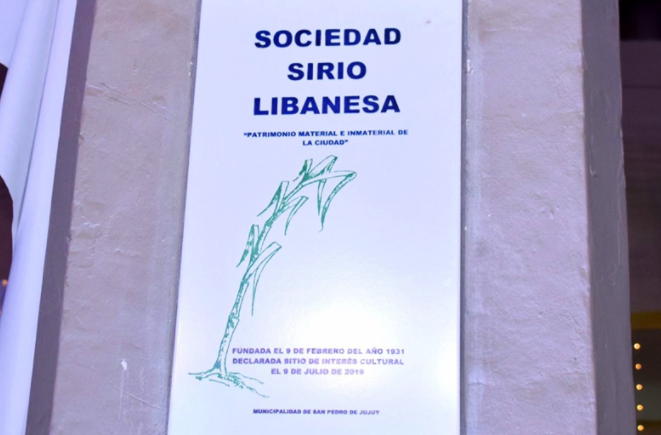 SOCIEDAD
SIRIO
LIBANESA
"PATRIMONIO MATERIAL E INMATERIAL DE
LA CIUDAD"
FUNDADA EL 9 DE FEBRERO DEL AÑO 1931
DECLARADA SITIO DE INTERÉS CULTURAL
EL 9 DE JULIO DE 2019
MUNICIPALIDAD DE SAN PEDRO DE JUJUY